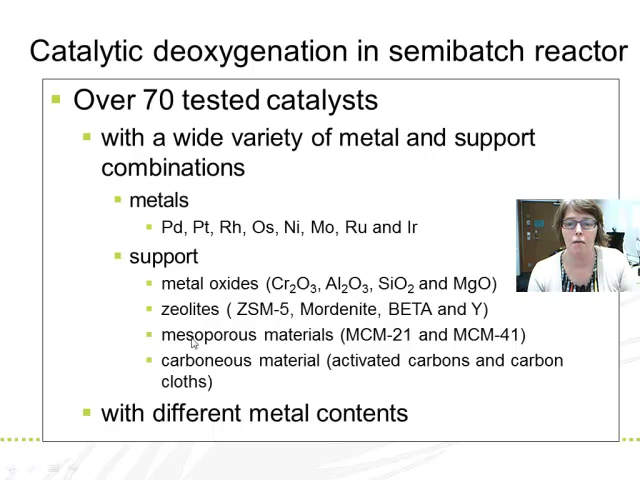 Catalytic deoxygenation in semibatch reactor
Over 70 tested catalysts
with a wide variety of metal and support
combinations
metals
Pd, Pt, Rh, Os, Ni, Mo, Ru and Ir
support
metal oxides (Cr₂O₃, Al₂O₃, SiO₂ and MgO)
zeolites ( ZSM-5, Mordenite, BETA and Y)
mesoporous materials (MCM-21 and MCM-41)
carboneous material (activated carbons and carbon
cloths)
with different metal contents